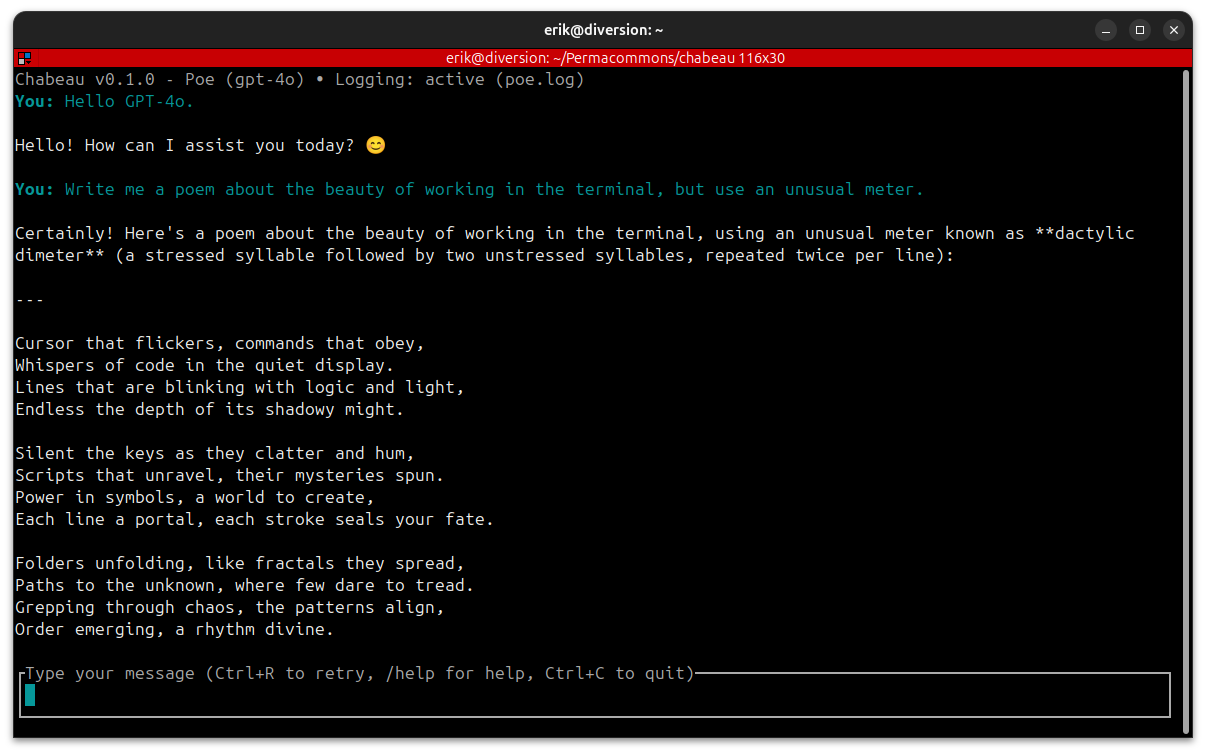 erik@diversion: ~
erik@diversion: ~/Permacommons/chabeau 116x30
Chabeau v0.1.0 - Poe (gpt-4o) • Logging: active (poe.log)
You: Hello GPT-4o.
Hello! How can I assist you today? 😊
You: Write me a poem about the beauty of working in the terminal, but use an unusual meter.
Certainly! Here's a poem about the beauty of working in the terminal, using an unusual meter known as **dactylic
dimeter** (a stressed syllable followed by two unstressed syllables, repeated twice per line):
---
Cursor that flickers, commands that obey,
Whispers of code in the quiet display.
Lines that are blinking with logic and light,
Endless the depth of its shadowy might.
Silent the keys as they clatter and hum,
Scripts that unravel, their mysteries spun.
Power in symbols, a world to create,
Each line a portal, each stroke seals your fate.
Folders unfolding, like fractals they spread,
Paths to the unknown, where few dare to tread.
Grepping through chaos, the patterns align,
Order emerging, a rhythm divine.
Type your message (Ctrl+R to retry, /help for help, Ctrl+C to quit)